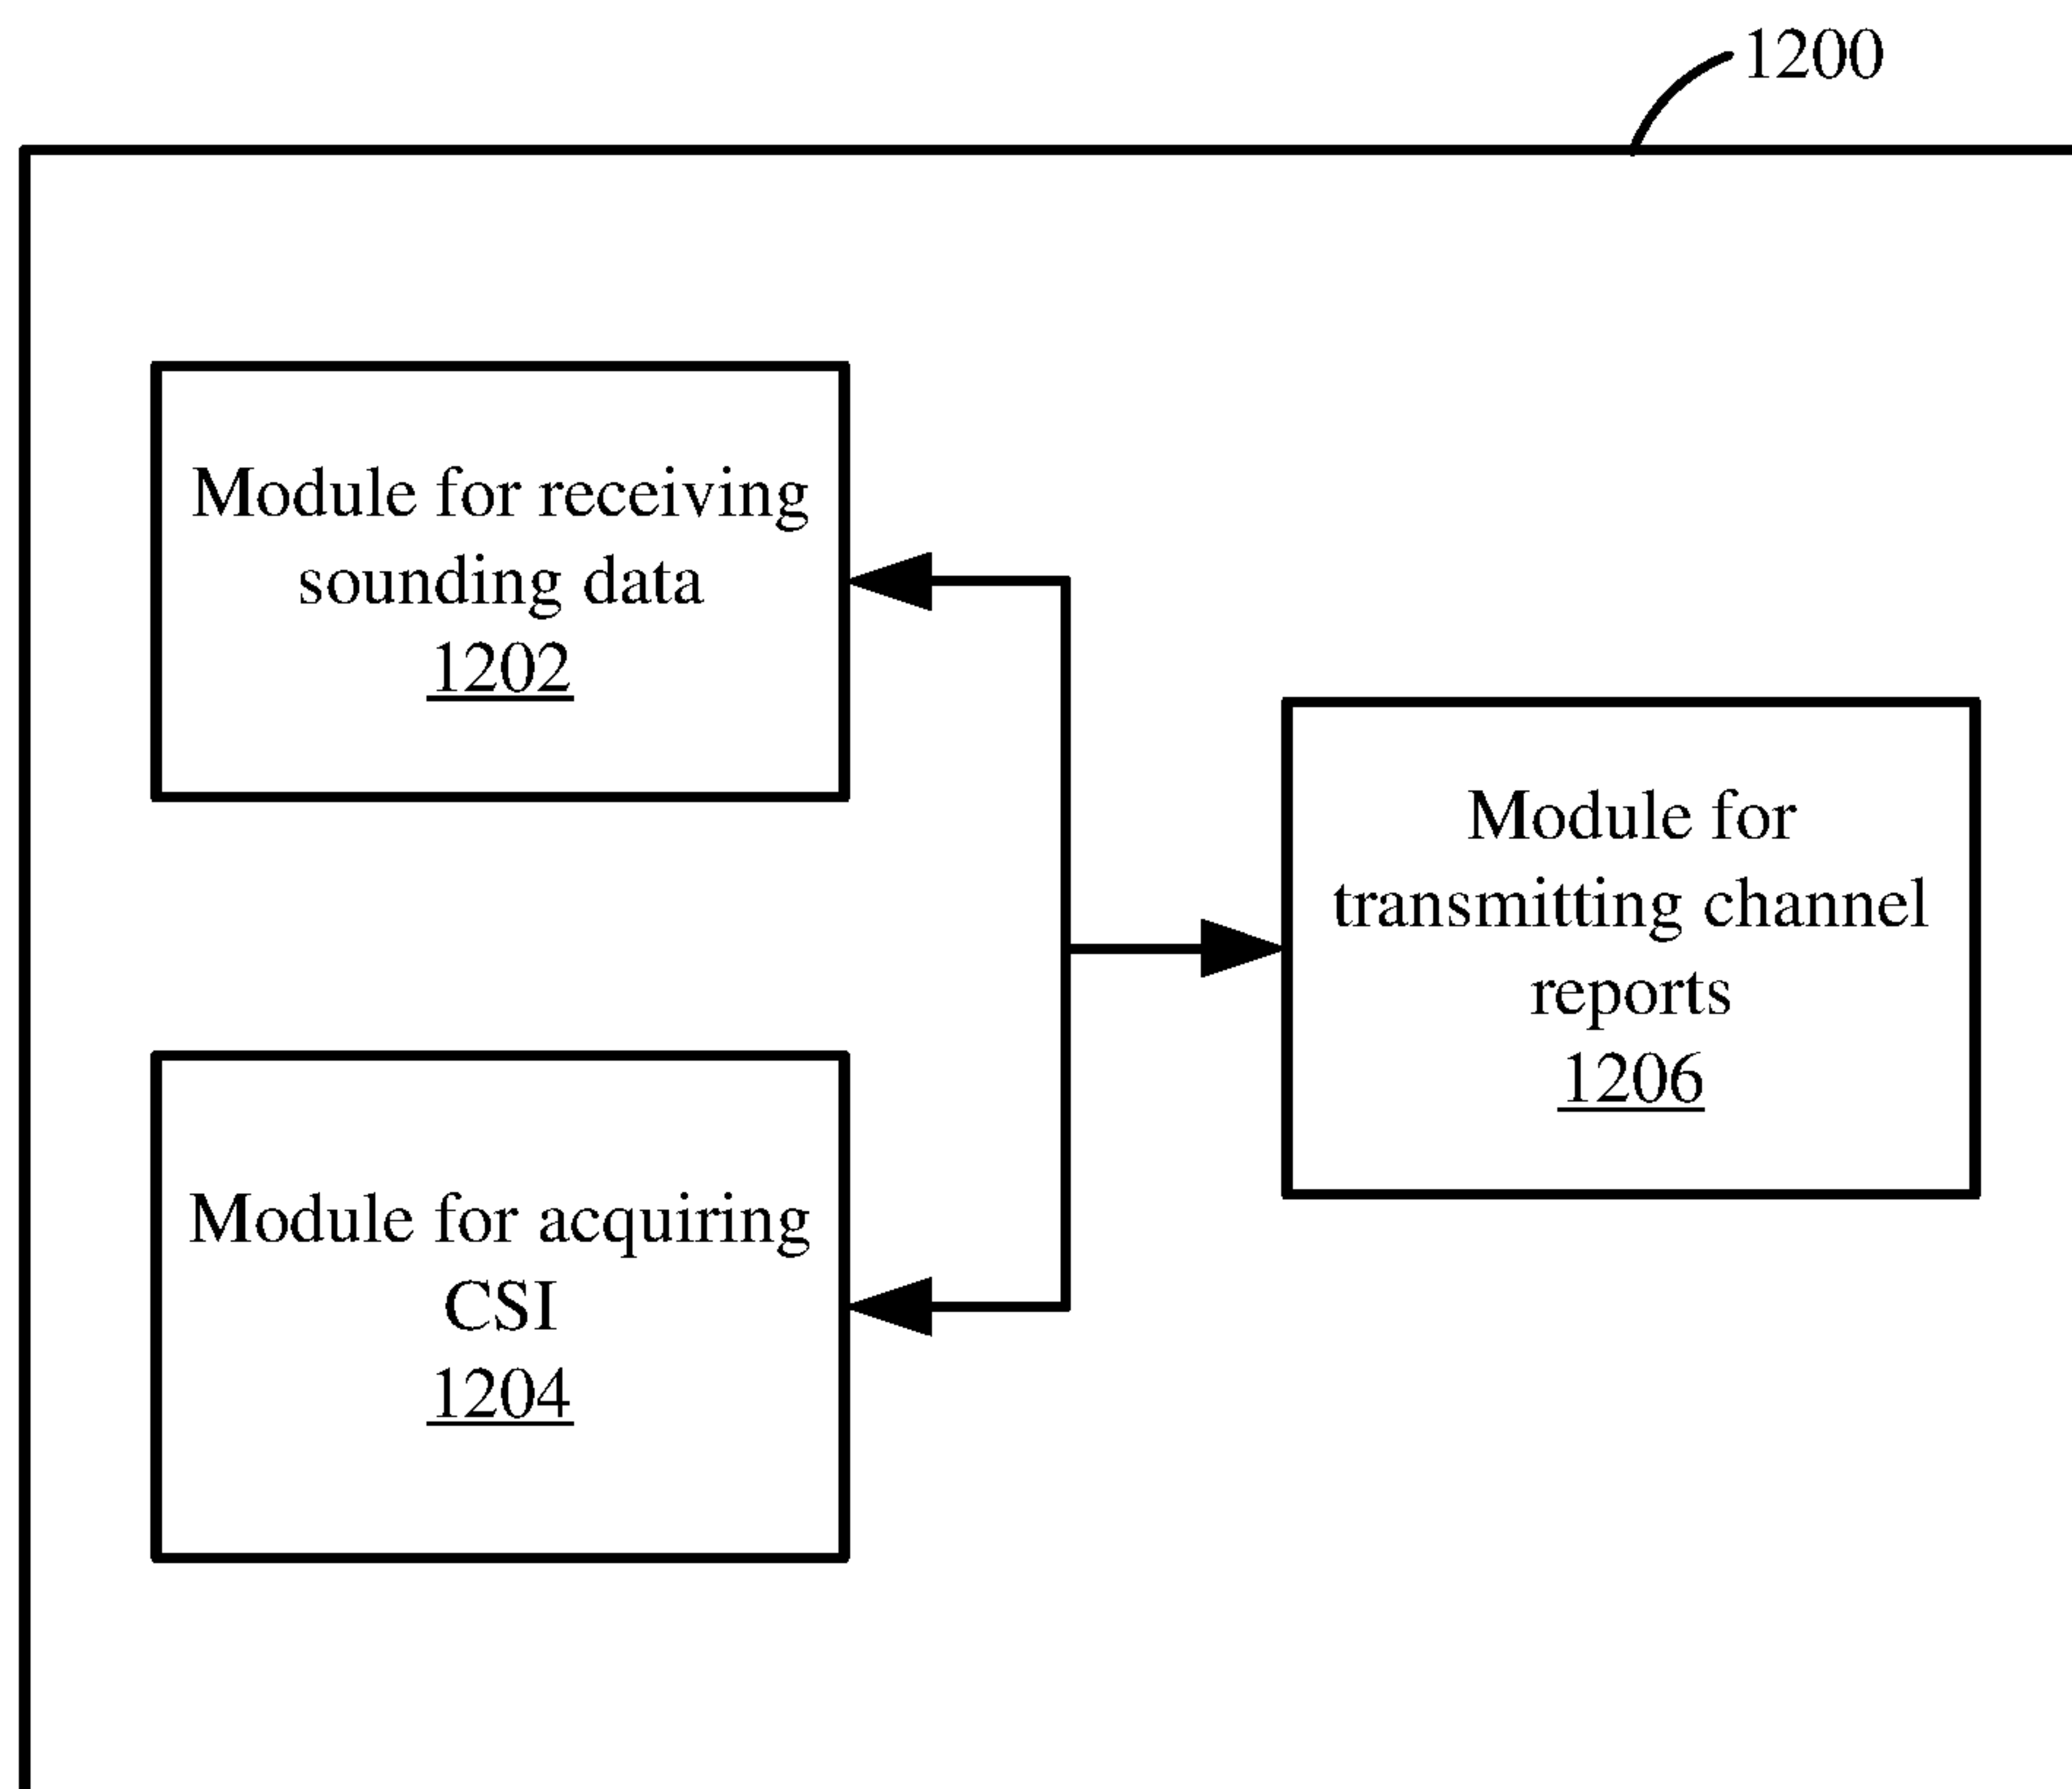 1200
Module for receiving
sounding data
1202
Module for
transmitting channel
reports
1206
Module for acquiring
CSI
1204